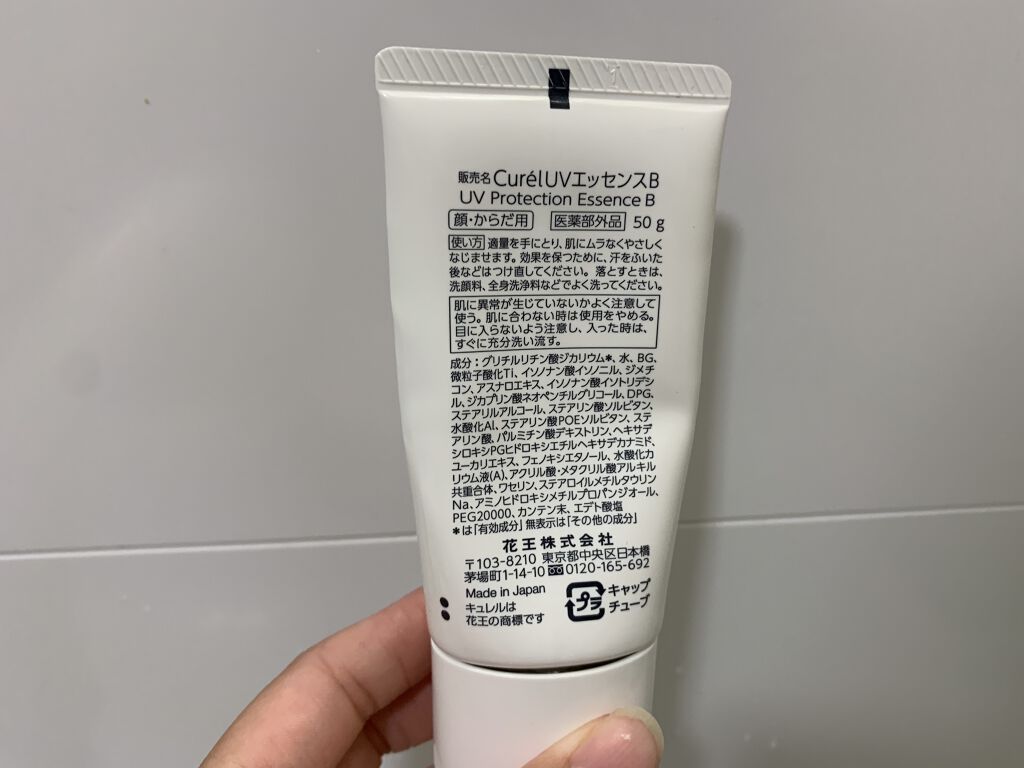 販売名 CurélUVエッセンスB
UV Protection Essence B
顔・からだ用 医薬部外品 50 g
使い方 適量を手にとり、肌にムラなくやさしく
なじませます。効果を保つために、汗をふいた
後などはつけ直してください。落とすときは、
洗顔料、全身洗浄料などでよく洗ってください。
肌に異常が生じていないかよく注意して
使う。肌に合わない時は使用をやめる。
目に入らないよう注意し、入った時は、
すぐに充分洗い流す。
成分：グリチルリチン酸ジカリウム*、水、BG、
微粒子酸化Ti、イソノナン酸イソノニル、ジメチ
コン、アスナロエキス、イソノナン酸イソトリデシ
ル、ジカプリン酸ネオペンチルグリコール、DPG、
ステアリルアルコール、ステアリン酸ソルビタン、
水酸化Al、ステアリン酸POEソルビタン、ステ
アリン酸、パルミチン酸デキストリン、ヘキサデ
シロキシPGヒドロキシエチルヘキサデカナミド、
ユーカリエキス、フェノキシエタノール、水酸化カ
リウム液(A)、アクリル酸・メタクリル酸アルキル
共重合体、ワセリン、ステアロイルメチルタウリン
Na、アミノヒドロキシメチルプロパンジオール、
PEG20000、カンテン末、エデト酸塩
*は「有効成分」無表示は「その他の成分」
花王株式会社
〒103-8210 東京都中央区日本橋
茅場町1-14-10 0120-165-692
Made in Japan
キュレルは
花王の商標です
プラ
キャップ
チューブ